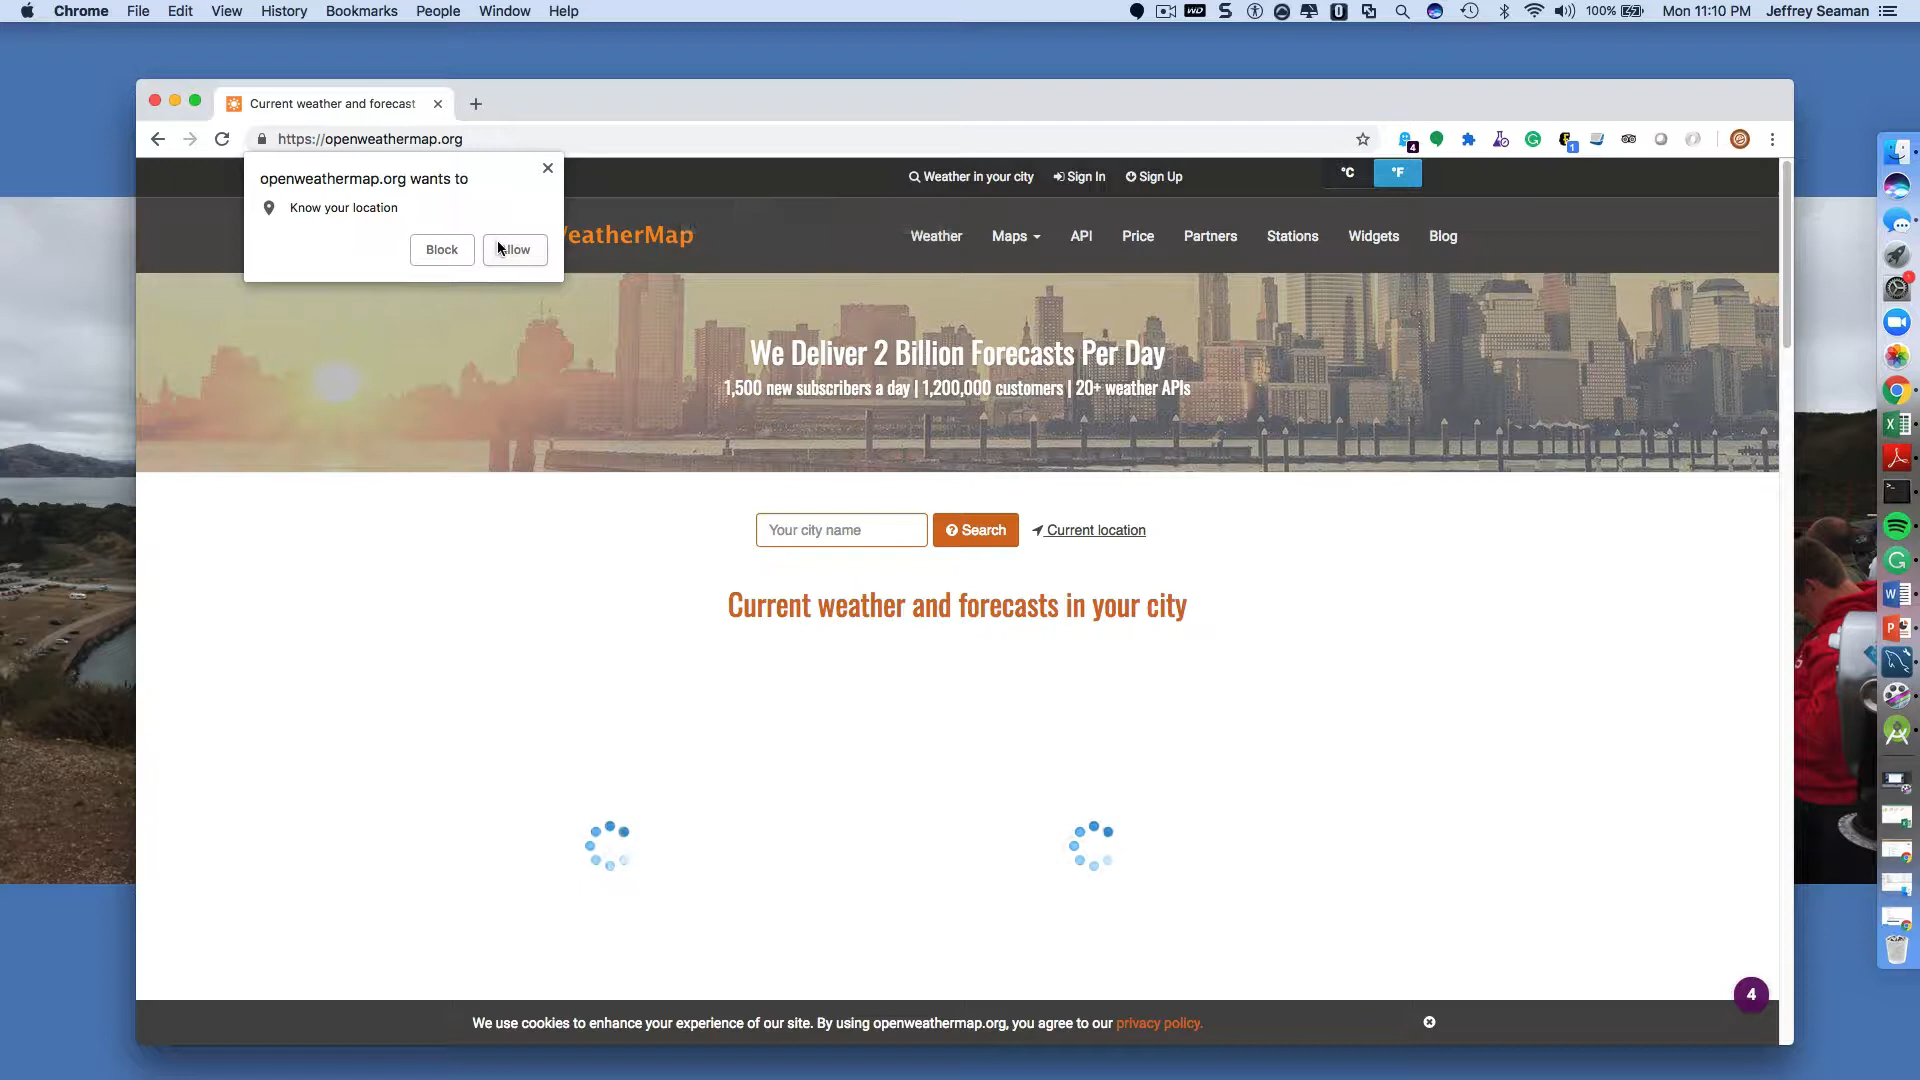 Chrome File Edit View History Bookmarks People Window Help
WD
S
100%
Mon 11:10 PM
Jeffrey Seaman
Current weather and forecast
https://openweathermap.org
4
1
openweathermap.org wants to
Know your location
Block
Weather in your city
Sign In
Sign Up
°C
°F
Weather
Maps
API
Price
Partners
Stations
Widgets
Blog
We Deliver 2 Billion Forecasts Per Day
1,500 new subscribers a day | 1,200,000 customers | 20+ weather APIs
Your city name
Search
Current location
Current weather and forecasts in your city
4
We use cookies to enhance your experience of our site. By using openweathermap.org, you agree to our privacy policy.